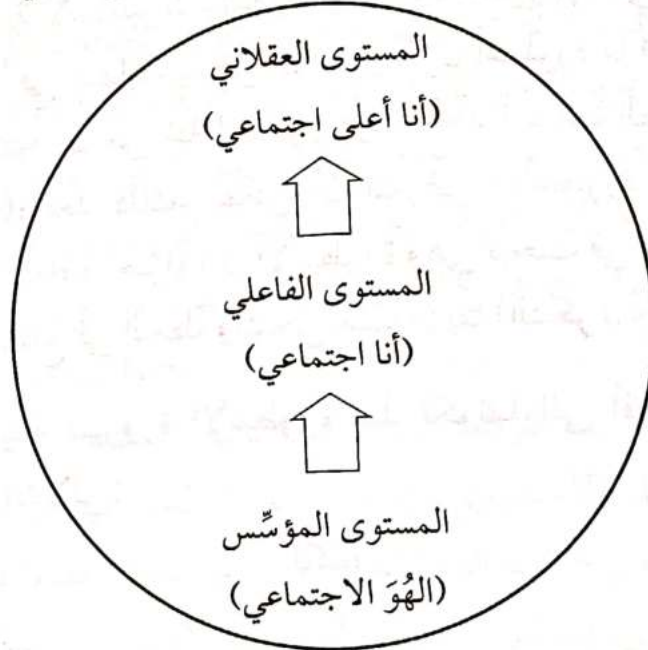 المستوى العقلاني
(أنا أعلى اجتماعي)
المستوى الفاعلي
(أنا اجتماعي)
المستوى المؤسِّس
(الهُوَ الاجتماعي)